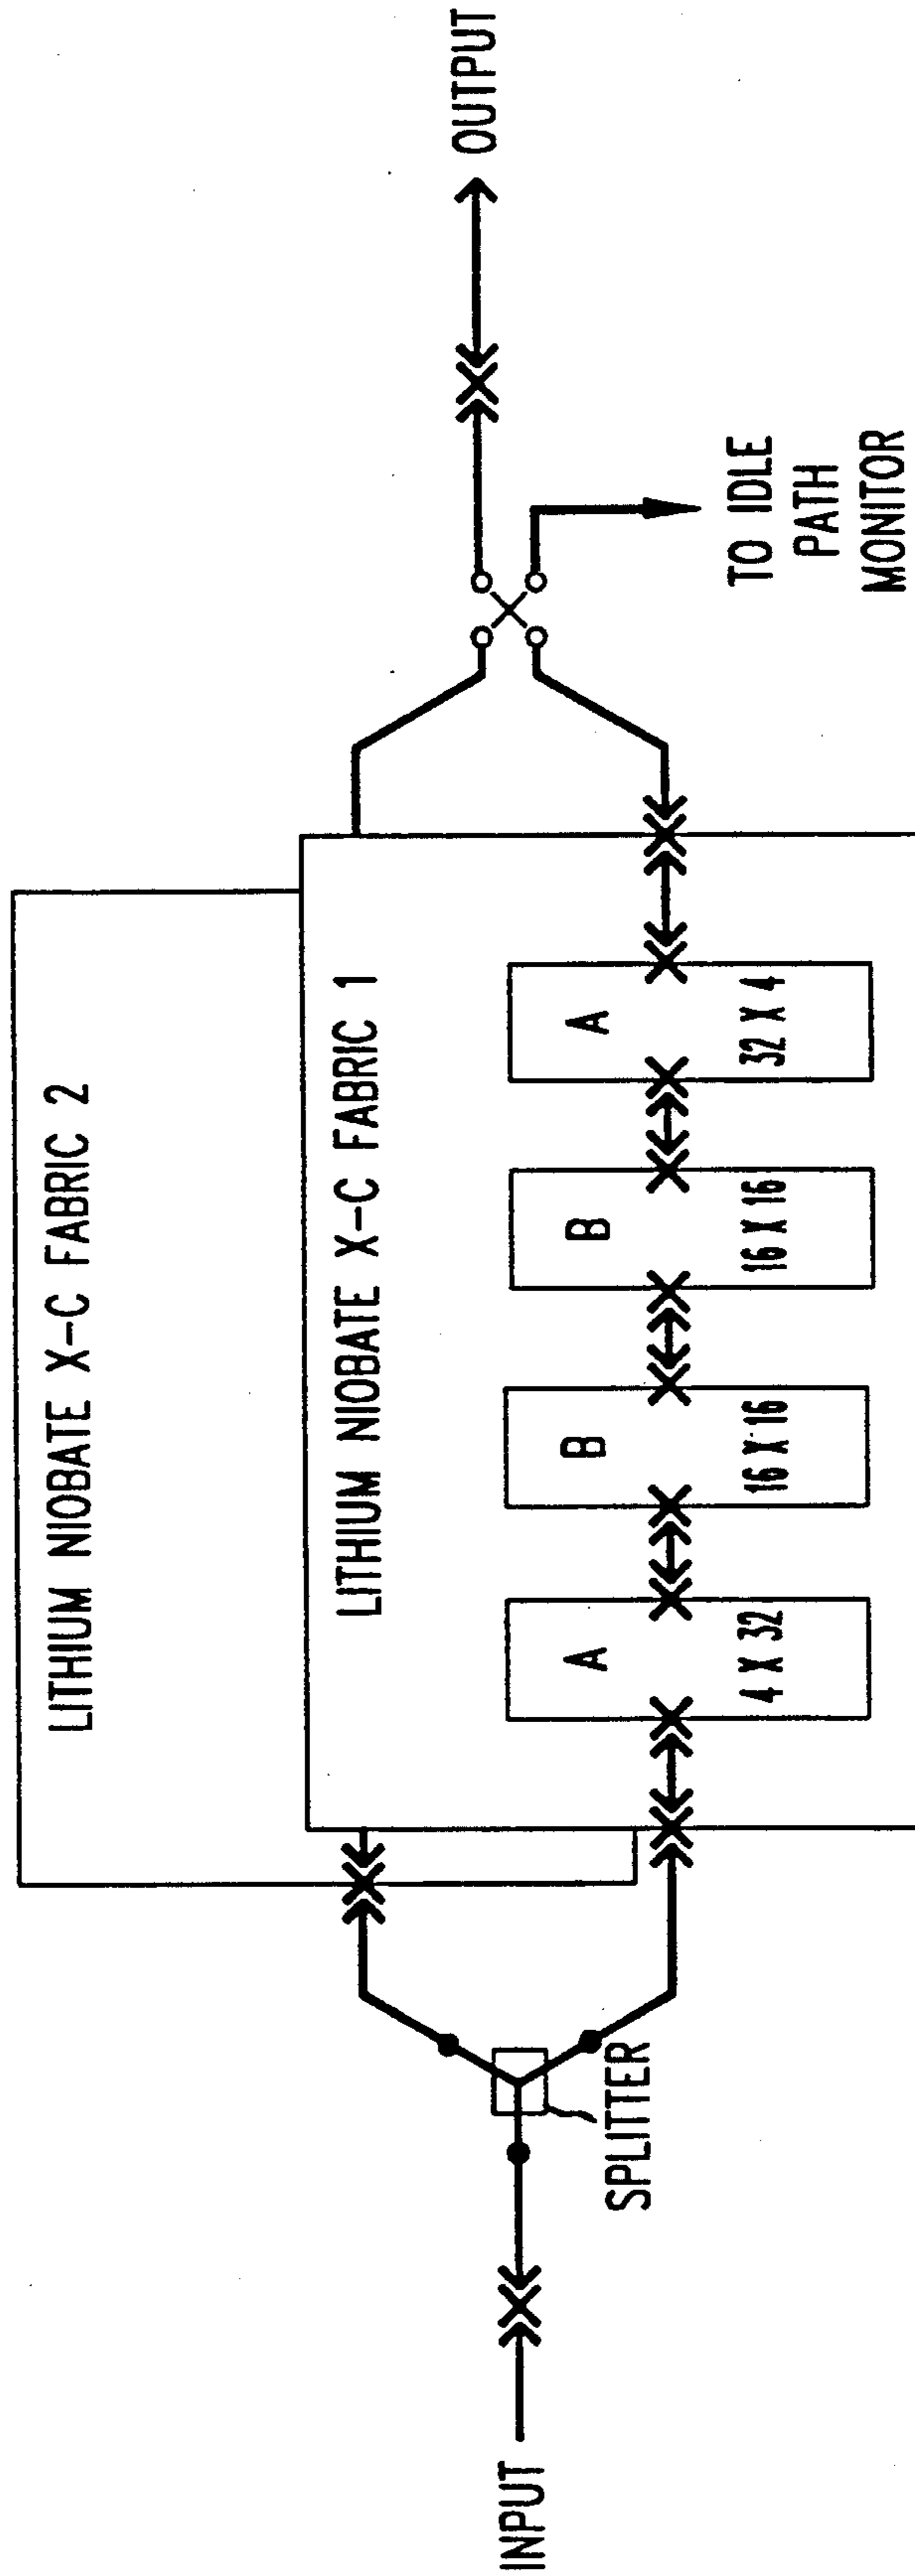 LITHIUM NIOBATE X-C FABRIC 2
LITHIUM NIOBATE X-C FABRIC 1
INPUT
SPLITTER
A
4 X 32
B
16 X 16
B
16 X 16
A
32 X 4
OUTPUT
TO IDLE
PATH
MONITOR